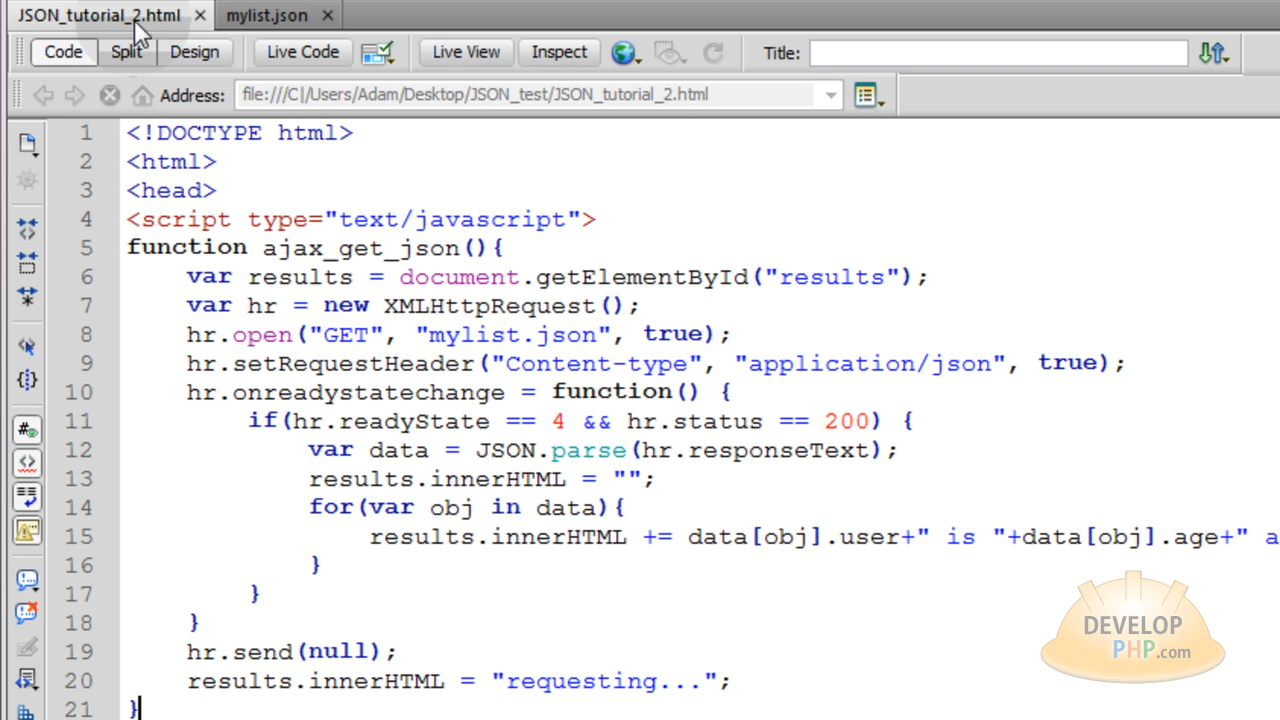 JSON_tutorial_2.html × mylist.json ×
Code Split Design Live Code Live View Inspect Title:
Address: file:///C|/Users/Adam/Desktop/JSON_test/JSON_tutorial_2.html
1 <!DOCTYPE html>
2 <html>
3 <head>
4 <script type="text/javascript">
5 function ajax_get_json(){
6 var results = document.getElementById("results");
7 var hr = new XMLHttpRequest();
8 hr.open("GET", "mylist.json", true);
9 hr.setRequestHeader("Content-type", "application/json", true);
10 hr.onreadystatechange = function() {
11 if(hr.readyState == 4 && hr.status == 200) {
12 var data = JSON.parse(hr.responseText);
13 results.innerHTML = "";
14 for(var obj in data){
15 results.innerHTML += data[obj].user+" is "+data[obj].age+" a
16 }
17 }
18 }
19 hr.send(null);
20 results.innerHTML = "requesting...";
21 }
DEVELOP
PHP.com